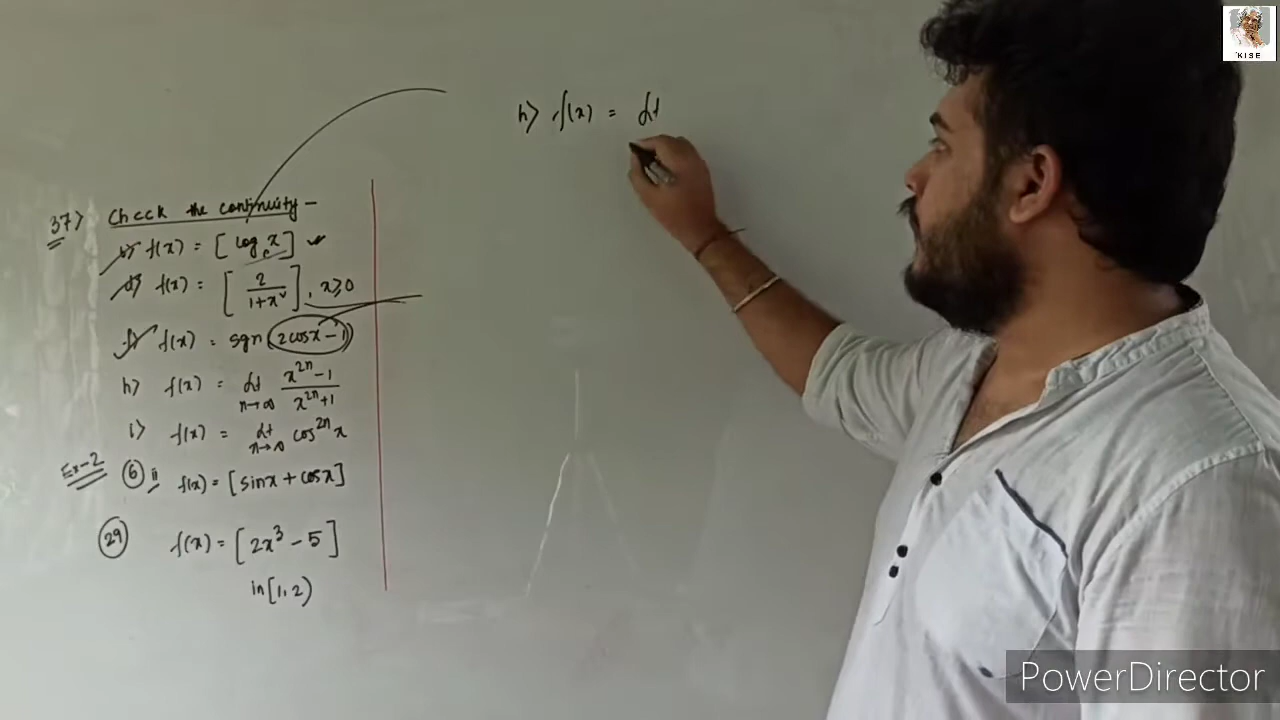 37> Check the continuity -
b) f(x) = [log_e x]
d) f(x) = [2/(1+x²)], x≥0
f) f(x) = sgn(2cosx-1)
h> f(x) = Lt n→∞ (x^{2n}-1)/(x^{2n}+1)
i> f(x) = Lt n→∞ cos^{2n} x
Ex-2 6 ii f(x) = [sinx + cosx]
29 f(x) = [2x³ - 5]
in [1, 2)
h> f(x) = Lt
KISE
PowerDirector